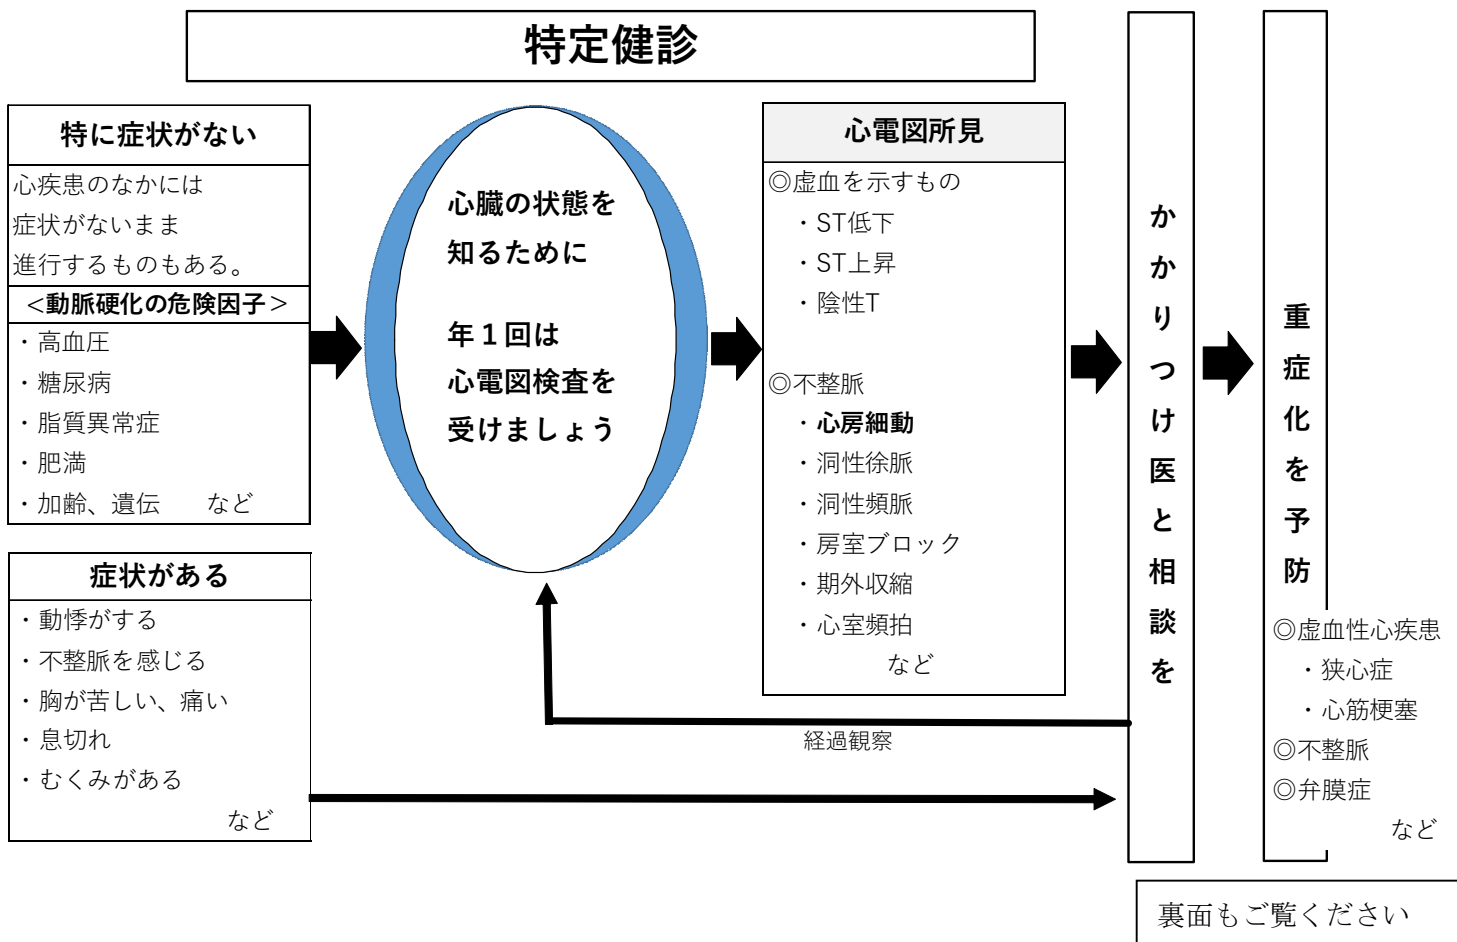 特定健診
特に症状がない
心疾患のなかには
症状がないまま
進行するものもある。
<動脈硬化の危険因子>
・高血圧
・糖尿病
・脂質異常症
・肥満
・加齢、遺伝　　など
症状がある
・動悸がする
・不整脈を感じる
・胸が苦しい、痛い
・息切れ
・むくみがある
など
心臓の状態を
知るために
年１回は
心電図検査を
受けましょう
心電図所見
◎虚血を示すもの
・ST低下
・ST上昇
・陰性T
◎不整脈
・心房細動
・洞性徐脈
・洞性頻脈
・房室ブロック
・期外収縮
・心室頻拍
など
経過観察
かかりつけ医と相談を
重症化を予防
◎虚血性心疾患
・狭心症
・心筋梗塞
◎不整脈
◎弁膜症
など
裏面もご覧ください